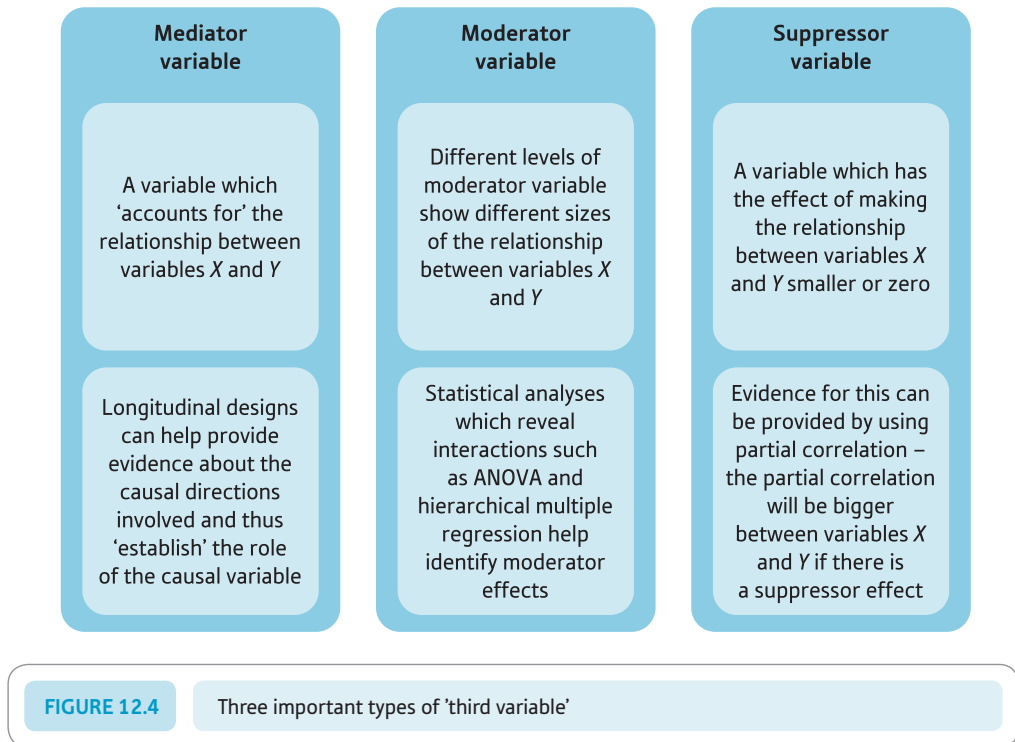 Mediator
variable
A variable which
‘accounts for’ the
relationship between
variables X and Y
Longitudinal designs
can help provide
evidence about the
causal directions
involved and thus
‘establish’ the role
of the causal variable
Moderator
variable
Different levels of
moderator variable
show different sizes
of the relationship
between variables X
and Y
Statistical analyses
which reveal
interactions such
as ANOVA and
hierarchical multiple
regression help
identify moderator
effects
Suppressor
variable
A variable which has
the effect of making
the relationship
between variables X
and Y smaller or zero
Evidence for this can
be provided by using
partial correlation –
the partial correlation
will be bigger
between variables X
and Y if there is
a suppressor effect
FIGURE 12.4
Three important types of ’third variable’